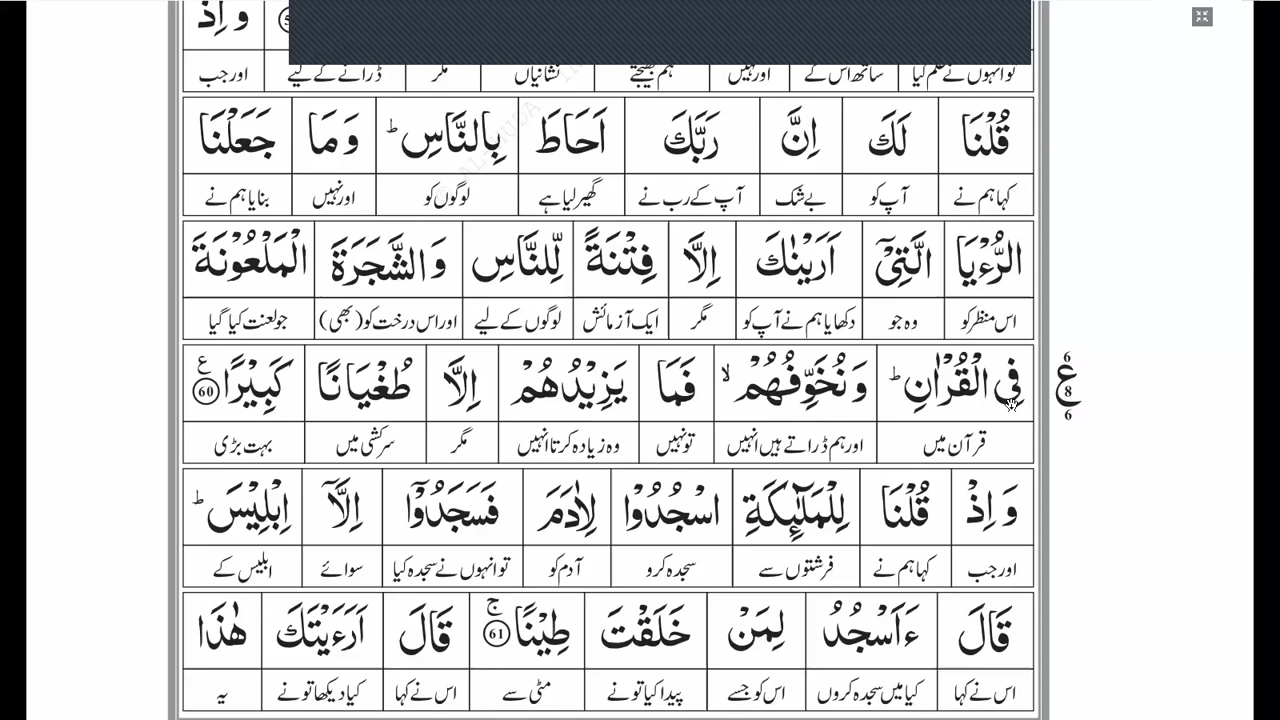 وَ اِذْ
تو انہوں نے ظلم کیا ساتھ اس کے اور نہیں ہم بھیجتے نشانیاں مگر ڈرانے کے لیے اور جب
قُلْنَا لَكَ اِنَّ رَبَّكَ اَحَاطَ بِالنَّاسِ ؕ وَ مَا جَعَلْنَا
کہا ہم نے آپ کو بے شک آپ کے رب نے گھیر لیا ہے لوگوں کو اور نہیں بنایا ہم نے
الرُّءْيَا الَّتِیْۤ اَرَیْنٰكَ اِلَّا فِتْنَةً لِّلنَّاسِ وَ الشَّجَرَةَ الْمَلْعُوْنَةَ
اس منظر کو وہ جو دکھایا ہم نے آپ کو مگر ایک آزمائش لوگوں کے لیے اور اس درخت کو (بھی) جو لعنت کیا گیا
فِی الْقُرْاٰنِ ؕ وَ نُخَوِّفُهُمْ ۙ فَمَا یَزِیْدُهُمْ اِلَّا طُغْیَانًا كَبِیْرًا ع 60 6 ع 8 6
قرآن میں اور ہم ڈراتے ہیں انہیں تو نہیں وہ زیادہ کرتا انہیں مگر سرکشی میں بہت بڑی
وَ اِذْ قُلْنَا لِلْمَلٰٓئِكَةِ اسْجُدُوْا لِاٰدَمَ فَسَجَدُوْۤا اِلَّاۤ اِبْلِیْسَ ؕ
اور جب کہا ہم نے فرشتوں سے سجدہ کرو آدم کو تو انہوں نے سجدہ کیا سوائے ابلیس کے
قَالَ ءَاَسْجُدُ لِمَنْ خَلَقْتَ طِیْنًا ج 61 قَالَ اَرَءَیْتَكَ هٰذَا
اس نے کہا کیا میں سجدہ کروں اس کو جسے پیدا کیا تو نے مٹی سے اس نے کہا کیا دیکھا تو نے یہ